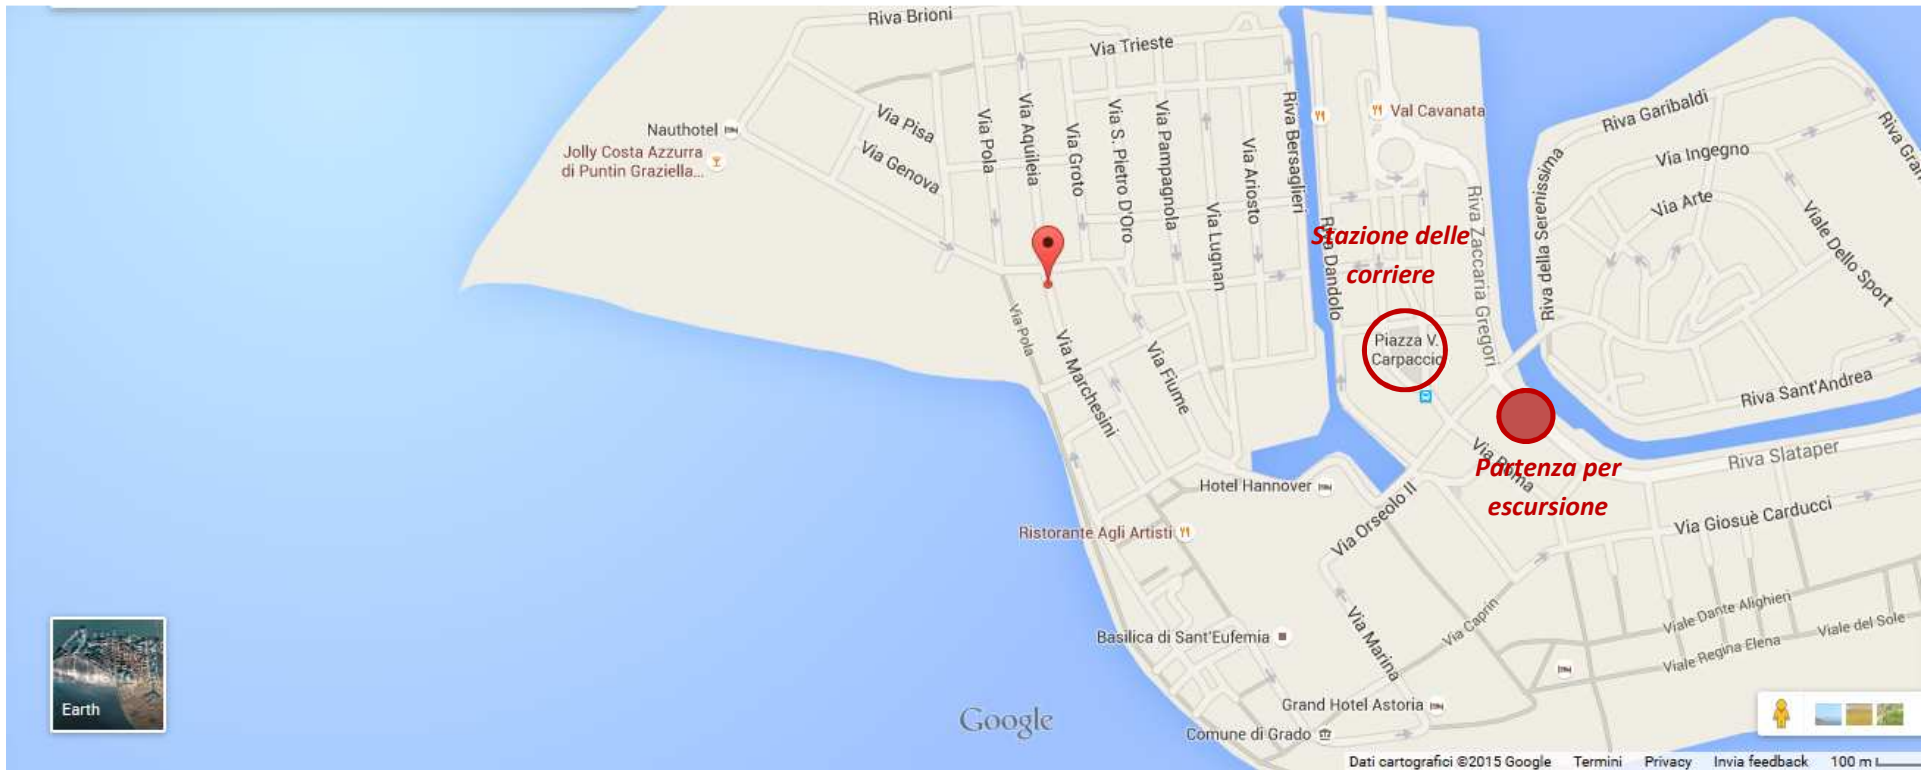 Riva Brioni
Via Trieste
Val Cavanata
Riva Garibaldi
Riva Gran
Nauthotel
Jolly Costa Azzurra
di Puntin Graziella...
Via Pisa
Via Genova
Via Pola
Via Aquileia
Via Groto
Via S. Pietro D'Oro
Via Pampagnola
Via Lugnan
Via Ariosto
Riva Bersaglieri
Riva Dandolo
Riva Zaccaria Gregori
Riva della Serenissima
Via Ingegno
Via Arte
Viale Dello Sport
Stazione delle
corriere
Piazza V.
Carpaccio
Via Pola
Via Marchesini
Via Fiume
Riva Sant'Andrea
Via Roma
Partenza per
escursione
Riva Slataper
Hotel Hannover
Via Orseolo II
Via Giosuè Carducci
Ristorante Agli Artisti
Via Caprin
Viale Dante Alighieri
Viale Regina Elena
Viale del Sole
Basilica di Sant'Eufemia
Via Marina
Grand Hotel Astoria
Comune di Grado
Earth
Google
Dati cartografici ©2015 Google Termini Privacy Invia feedback 100 m